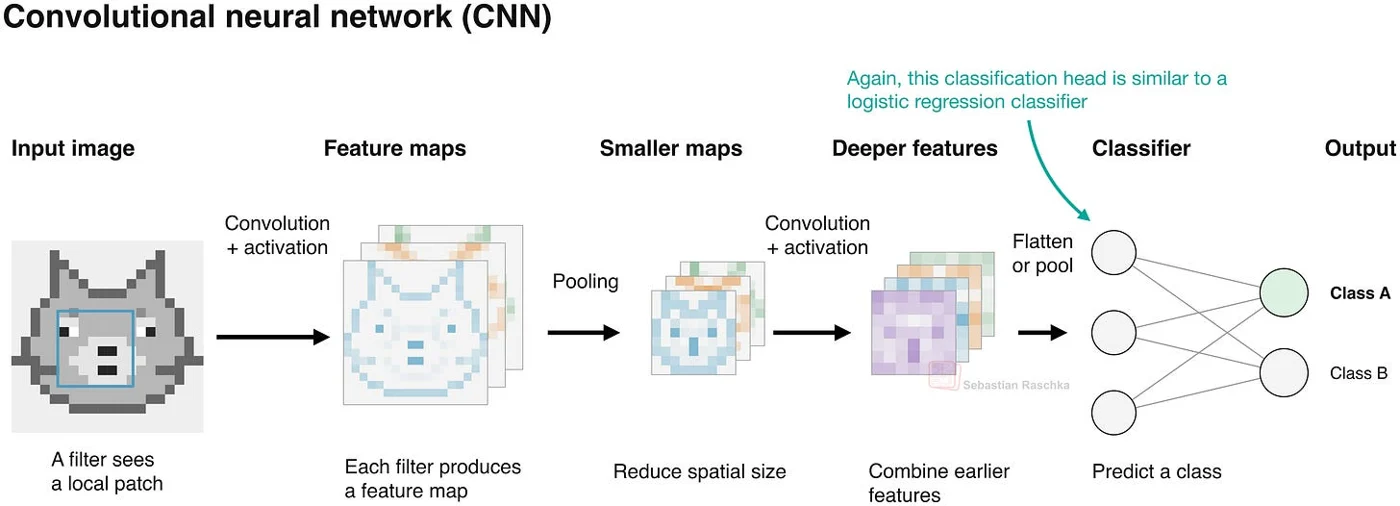 Convolutional neural network (CNN)
Again, this classification head is similar to a
logistic regression classifier
Input image
Feature maps
Smaller maps
Deeper features
Classifier
Output
Convolution
+ activation
Pooling
Convolution
+ activation
Flatten
or pool
Class A
Class B
Sebastian Raschka
A filter sees
a local patch
Each filter produces
a feature map
Reduce spatial size
Combine earlier
features
Predict a class